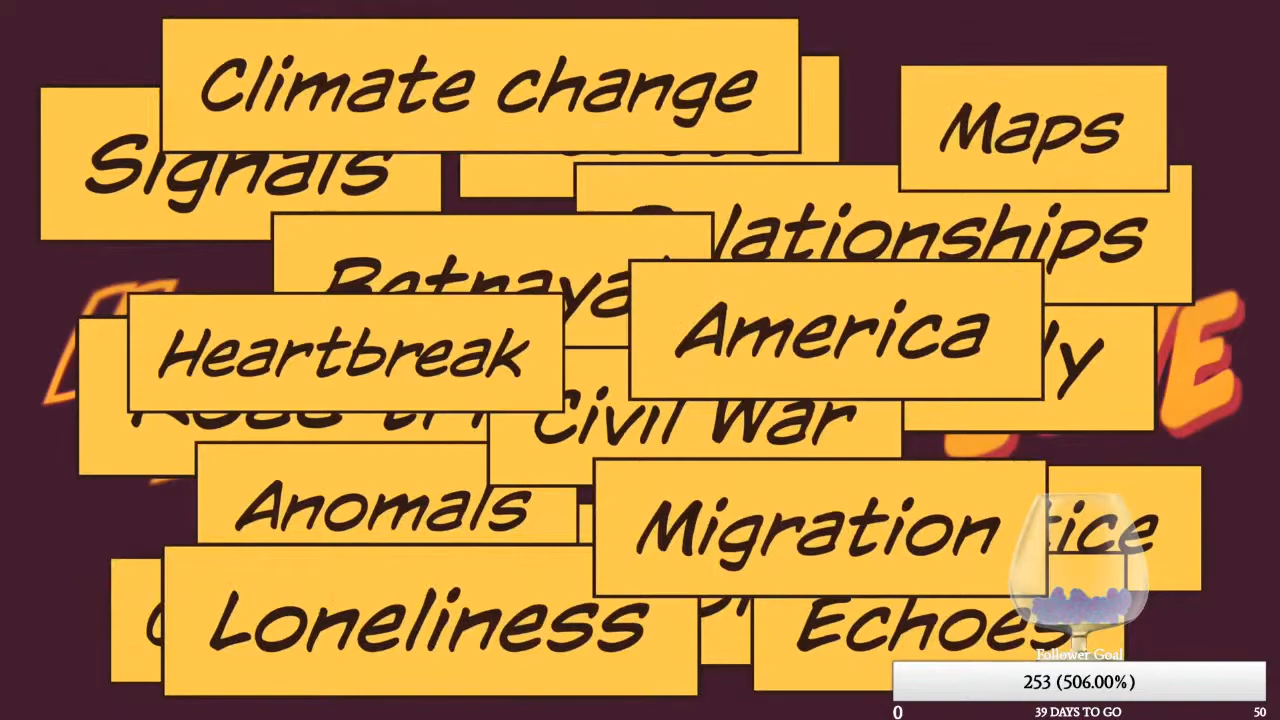 Climate change
Maps
Signals
Relationships
Betrayal
America
Heartbreak
Civil War
Anomals
Migration
Loneliness
Echoes
Follower Goal
253 (506.00%)
0
39 DAYS TO GO
50